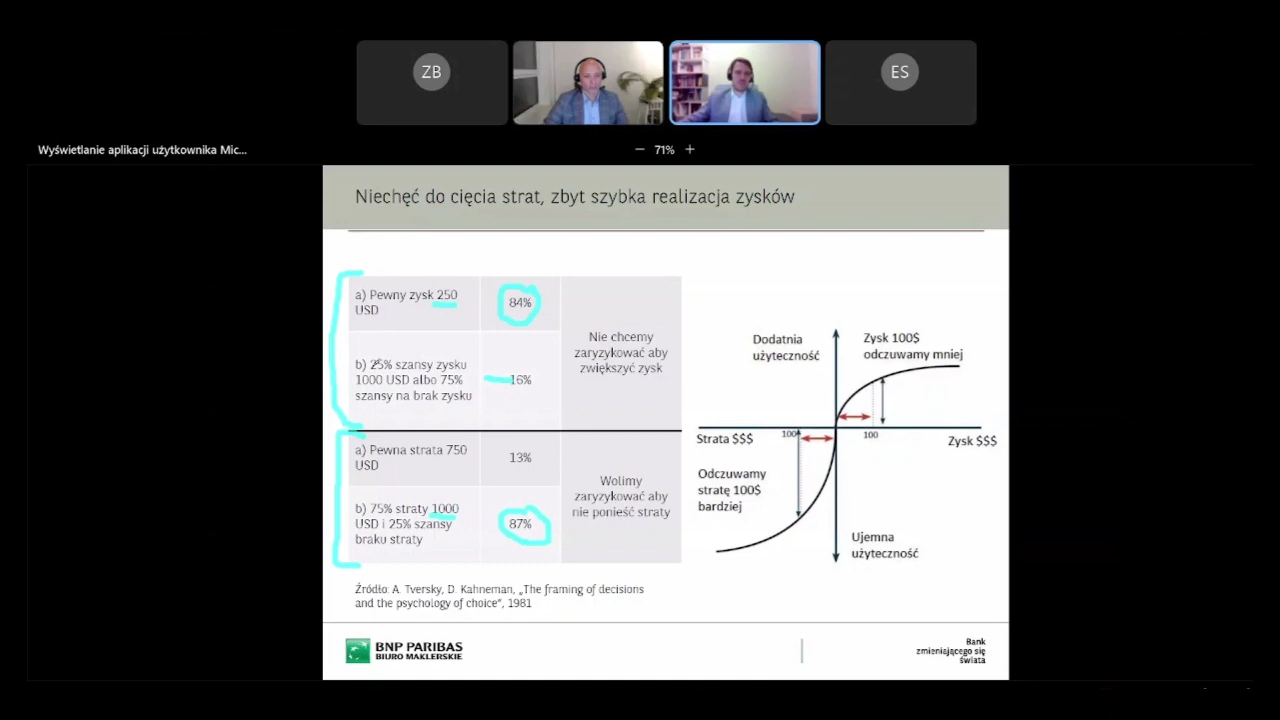 ZB
ES
Wyświetlanie aplikacji użytkownika Mic...
− 71% +
Niechęć do cięcia strat, zbyt szybka realizacja zysków
a) Pewny zysk 250
USD
84%
b) 25% szansy zysku
1000 USD albo 75%
szansy na brak zysku
16%
Nie chcemy
zaryzykować aby
zwiększyć zysk
a) Pewna strata 750
USD
13%
b) 75% straty 1000
USD i 25% szansy
braku straty
87%
Wolimy
zaryzykować aby
nie ponieść straty
Dodatnia
użyteczność
Zysk 100$
odczuwamy mniej
Strata $$$
100
100
Zysk $$$
Odczuwamy
stratę 100$
bardziej
Ujemna
użyteczność
Źródło: A. Tversky, D. Kahneman, „The framing of decisions
and the psychology of choice”, 1981
BNP PARIBAS
BIURO MAKLERSKIE
Bank
zmieniającego się
świata